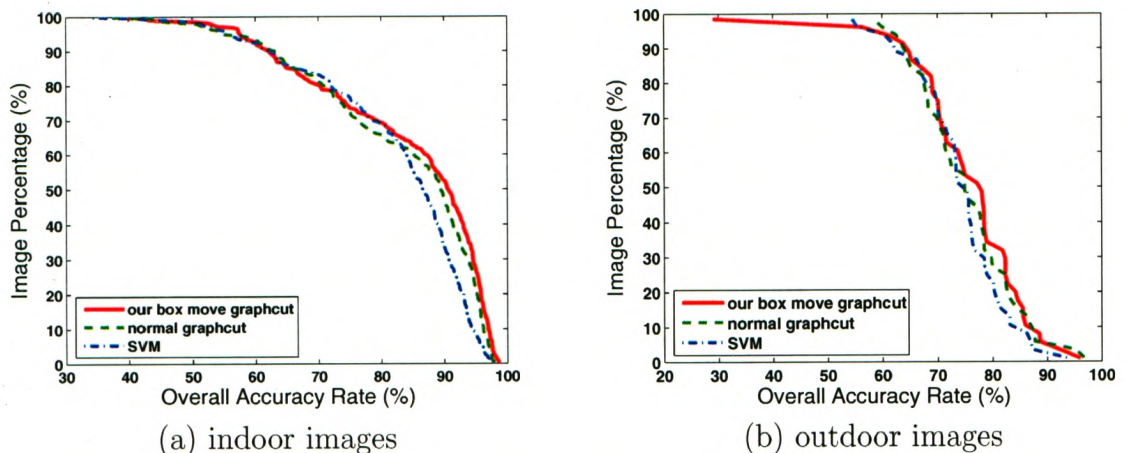 Image Percentage (%)
100
90
80
70
60
50
40
30
20
10
0
our box move graphcut
normal graphcut
SVM
30 40 50 60 70 80 90 100
Overall Accuracy Rate (%)
(a) indoor images
Image Percentage (%)
100
90
80
70
60
50
40
30
20
10
0
our box move graphcut
normal graphcut
SVM
20 30 40 50 60 70 80 90 100
Overall Accuracy Rate (%)
(b) outdoor images